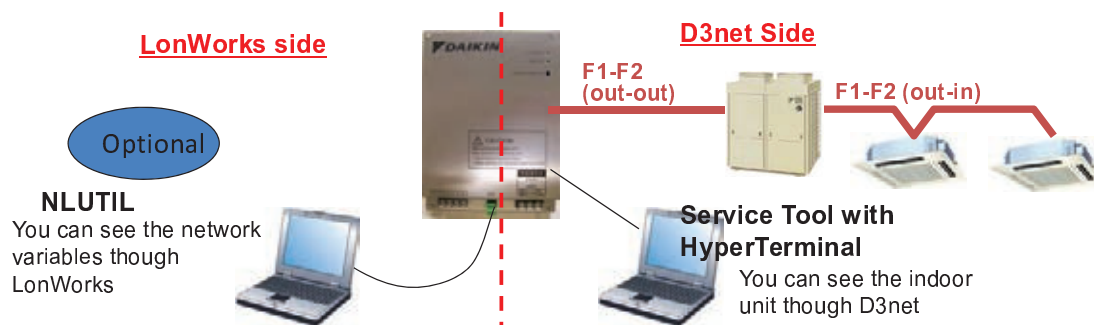 LonWorks side
D3net Side
DAIKIN
F1-F2
(out-out)
F1-F2 (out-in)
Optional
NLUTIL
You can see the network
variables though
LonWorks
Service Tool with
HyperTerminal
You can see the indoor
unit though D3net